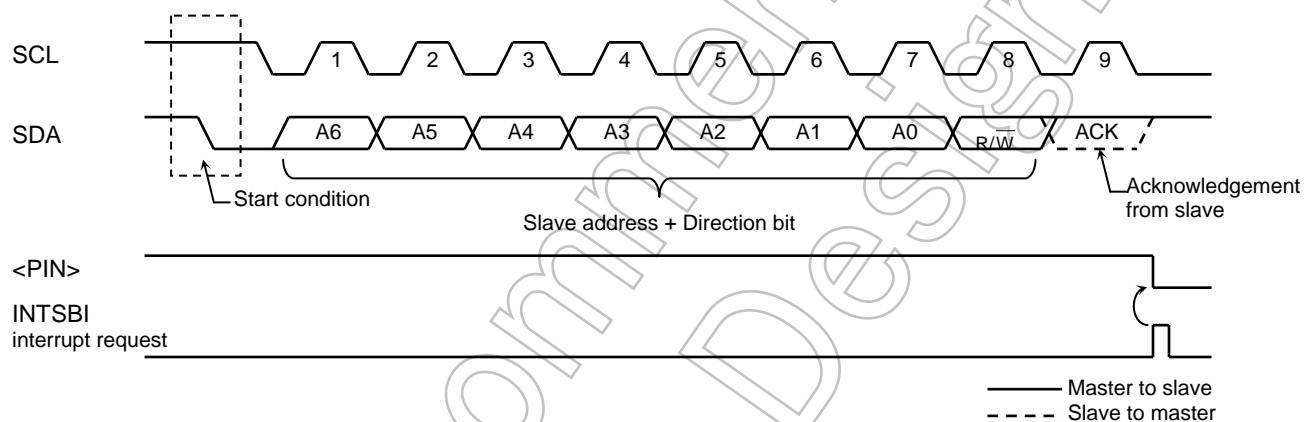 SCL
1 2 3 4 5 6 7 8 9
SDA
A6 A5 A4 A3 A2 A1 A0 R/W̅ ACK
Start condition
Acknowledgement
from slave
Slave address + Direction bit
<PIN>
INTSBI
interrupt request
Master to slave
Slave to master
ommen
Design